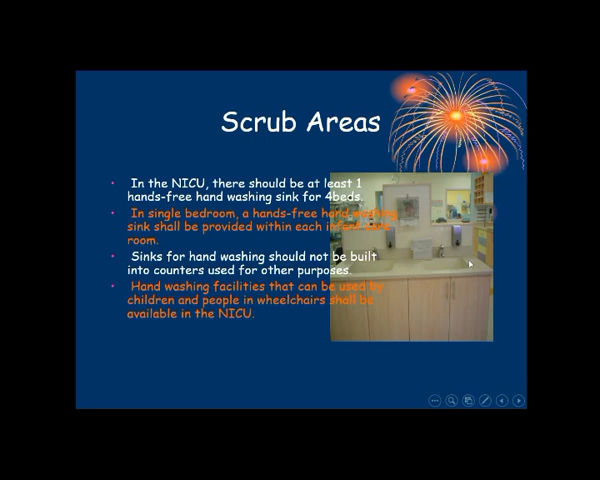 Scrub Areas
In the NICU, there should be at least 1
hands-free hand washing sink for 4beds.
In single bedroom, a hands-free hand washing
sink shall be provided within each infant care
room.
Sinks for hand washing should not be built
into counters used for other purposes.
Hand washing facilities that can be used by
children and people in wheelchairs shall be
available in the NICU.